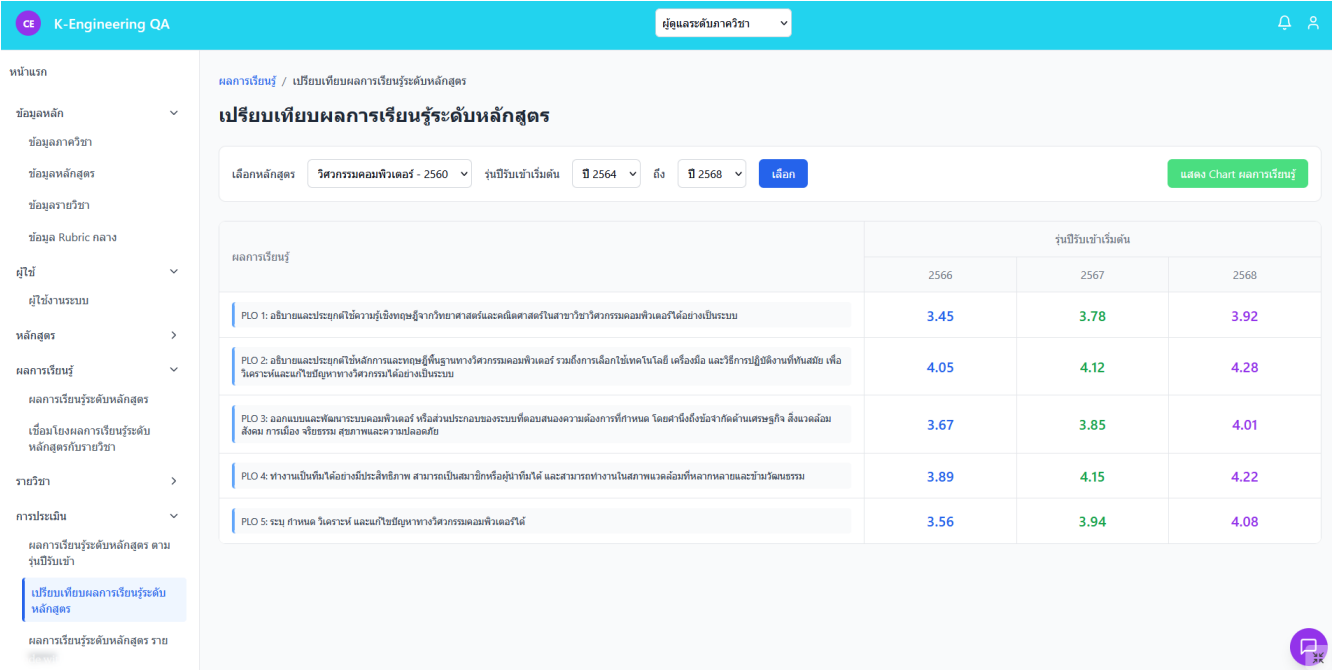 CE K-Engineering QA
ผู้ดูแลระดับภาควิชา
หน้าแรก
ข้อมูลหลัก
ข้อมูลภาควิชา
ข้อมูลหลักสูตร
ข้อมูลรายวิชา
ข้อมูล Rubric กลาง
ผู้ใช้
ผู้ใช้งานระบบ
หลักสูตร
ผลการเรียนรู้
ผลการเรียนรู้ระดับหลักสูตร
เชื่อมโยงผลการเรียนรู้ระดับ
หลักสูตรกับรายวิชา
รายวิชา
การประเมิน
ผลการเรียนรู้ระดับหลักสูตร ตาม
รุ่นปีรับเข้า
เปรียบเทียบผลการเรียนรู้ระดับ
หลักสูตร
ผลการเรียนรู้ระดับหลักสูตร ราย
ผลการเรียนรู้ / เปรียบเทียบผลการเรียนรู้ระดับหลักสูตร
เปรียบเทียบผลการเรียนรู้ระดับหลักสูตร
เลือกหลักสูตร วิศวกรรมคอมพิวเตอร์ - 2560 รุ่นปีรับเข้าเริ่มต้น ปี 2564 ถึง ปี 2568 เลือก แสดง Chart ผลการเรียนรู้
ผลการเรียนรู้
รุ่นปีรับเข้าเริ่มต้น
2566 2567 2568
PLO 1: อธิบายและประยุกต์ใช้ความรู้เชิงทฤษฎีจากวิทยาศาสตร์และคณิตศาสตร์ในสาขาวิชาวิศวกรรมคอมพิวเตอร์ได้อย่างเป็นระบบ
3.45 3.78 3.92
PLO 2: อธิบายและประยุกต์ใช้หลักการและทฤษฎีพื้นฐานทางวิศวกรรมคอมพิวเตอร์ รวมถึงการเลือกใช้เทคโนโลยี เครื่องมือ และวิธีการปฏิบัติงานที่ทันสมัย เพื่อ
วิเคราะห์และแก้ไขปัญหาทางวิศวกรรมได้อย่างเป็นระบบ
4.05 4.12 4.28
PLO 3: ออกแบบและพัฒนาระบบคอมพิวเตอร์ หรือส่วนประกอบของระบบที่ตอบสนองความต้องการที่กำหนด โดยคำนึงถึงข้อจำกัดด้านเศรษฐกิจ สิ่งแวดล้อม
สังคม การเมือง จริยธรรม สุขภาพและความปลอดภัย
3.67 3.85 4.01
PLO 4: ทำงานเป็นทีมได้อย่างมีประสิทธิภาพ สามารถเป็นสมาชิกหรือผู้นำทีมได้ และสามารถทำงานในสภาพแวดล้อมที่หลากหลายและข้ามวัฒนธรรม
3.89 4.15 4.22
PLO 5: ระบุ กำหนด วิเคราะห์ และแก้ไขปัญหาทางวิศวกรรมคอมพิวเตอร์ได้
3.56 3.94 4.08